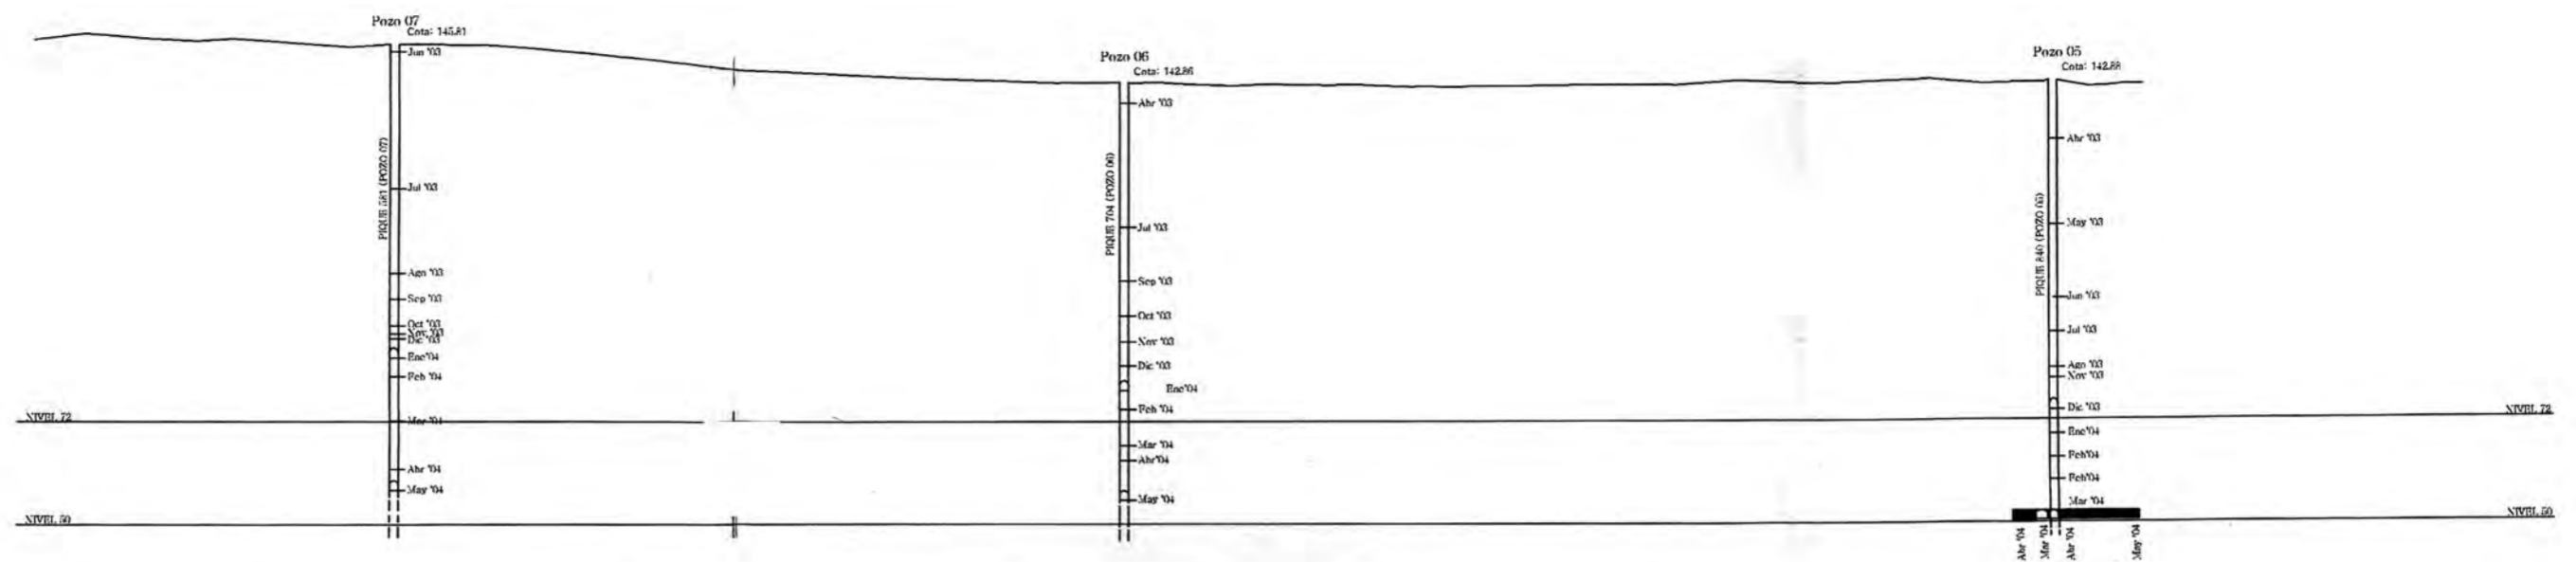 Pozo 07
Cota: 145.81
Jun '03
PIQUE 581 (POZO 07)
Jul '03
Ago '03
Sep '03
Oct '03
Nov '03
Dic '03
Ene'04
Feb '04
Mar '04
Abr '04
May '04
Pozo 06
Cota: 142.86
Abr '03
PIQUE 704 (POZO 06)
Jul '03
Sep '03
Oct '03
Nov '03
Dic '03
Ene'04
Feb '04
Mar '04
Abr'04
May '04
Pozo 05
Cota: 142.88
Abr '03
PIQUE 840 (POZO 05)
May '03
Jun '03
Jul '03
Ago '03
Nov '03
Dic '03
Ene'04
Feb'04
Feb'04
Mar '04
Abr '04
Mar '04
Abr '04
May '04
NIVEL 72
NIVEL 72
NIVEL 50
NIVEL 50